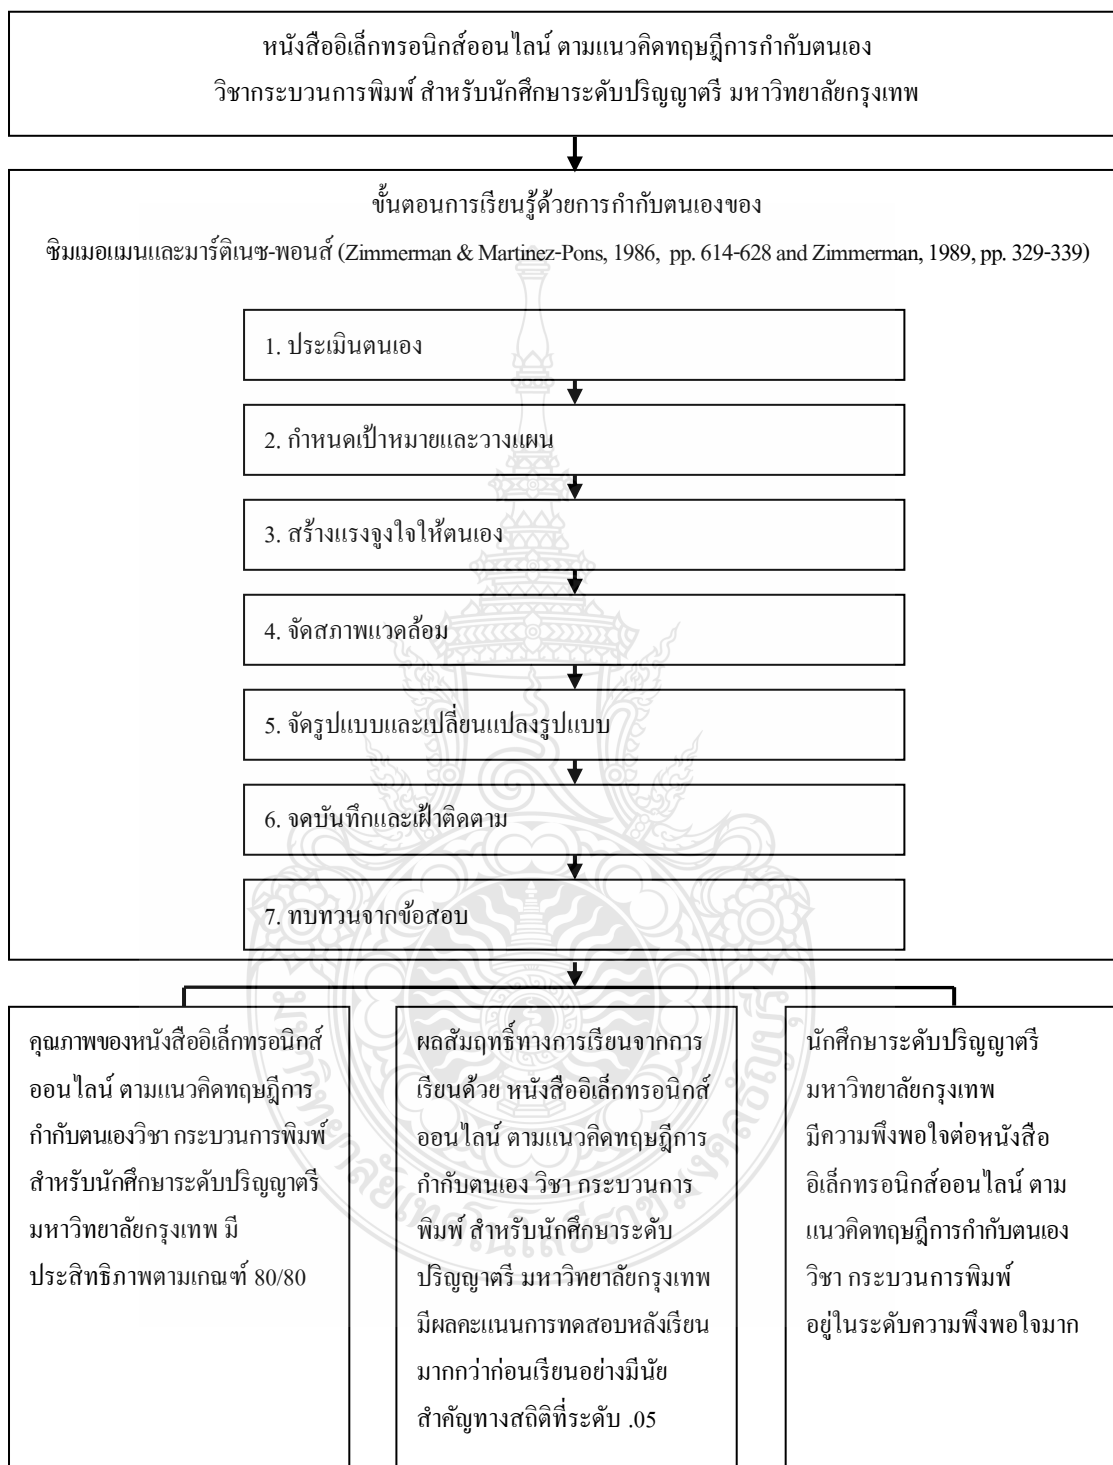 หนังสืออิเล็กทรอนิกส์ออนไลน์ ตามแนวคิดทฤษฎีการกำกับตนเอง
วิชากระบวนการพิมพ์ สำหรับนักศึกษาระดับปริญญาตรี มหาวิทยาลัยกรุงเทพ
ขั้นตอนการเรียนรู้ด้วยการกำกับตนเองของ
ซิมเมอแมนและมาร์ติเนซ-พอนส์ (Zimmerman & Martinez-Pons, 1986, pp. 614-628 and Zimmerman, 1989, pp. 329-339)
1. ประเมินตนเอง
2. กำหนดเป้าหมายและวางแผน
3. สร้างแรงจูงใจให้ตนเอง
4. จัดสภาพแวดล้อม
5. จัดรูปแบบและเปลี่ยนแปลงรูปแบบ
6. จดบันทึกและเฝ้าติดตาม
7. ทบทวนจากข้อสอบ
คุณภาพของหนังสืออิเล็กทรอนิกส์
ออนไลน์ ตามแนวคิดทฤษฎีการ
กำกับตนเองวิชา กระบวนการพิมพ์
สำหรับนักศึกษาระดับปริญญาตรี
มหาวิทยาลัยกรุงเทพ มี
ประสิทธิภาพตามเกณฑ์ 80/80
ผลสัมฤทธิ์ทางการเรียนจากการ
เรียนด้วย หนังสืออิเล็กทรอนิกส์
ออนไลน์ ตามแนวคิดทฤษฎีการ
กำกับตนเอง วิชา กระบวนการ
พิมพ์ สำหรับนักศึกษาระดับ
ปริญญาตรี มหาวิทยาลัยกรุงเทพ
มีผลคะแนนการทดสอบหลังเรียน
มากกว่าก่อนเรียนอย่างมีนัย
สำคัญทางสถิติที่ระดับ .05
นักศึกษาระดับปริญญาตรี
มหาวิทยาลัยกรุงเทพ
มีความพึงพอใจต่อหนังสือ
อิเล็กทรอนิกส์ออนไลน์ ตาม
แนวคิดทฤษฎีการกำกับตนเอง
วิชา กระบวนการพิมพ์
อยู่ในระดับความพึงพอใจมาก
มหาวิทยาลัยเทคโนโลยีราชมงคลธัญบุรี